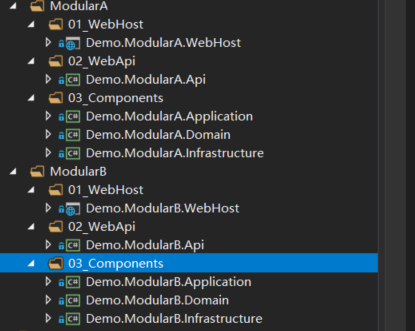 ModularA
01_WebHost
Demo.ModularA.WebHost
02_WebApi
C# Demo.ModularA.Api
03_Components
C# Demo.ModularA.Application
C# Demo.ModularA.Domain
C# Demo.ModularA.Infrastructure
ModularB
01_WebHost
Demo.ModularB.WebHost
02_WebApi
C# Demo.ModularB.Api
03_Components
C# Demo.ModularB.Application
C# Demo.ModularB.Domain
C# Demo.ModularB.Infrastructure